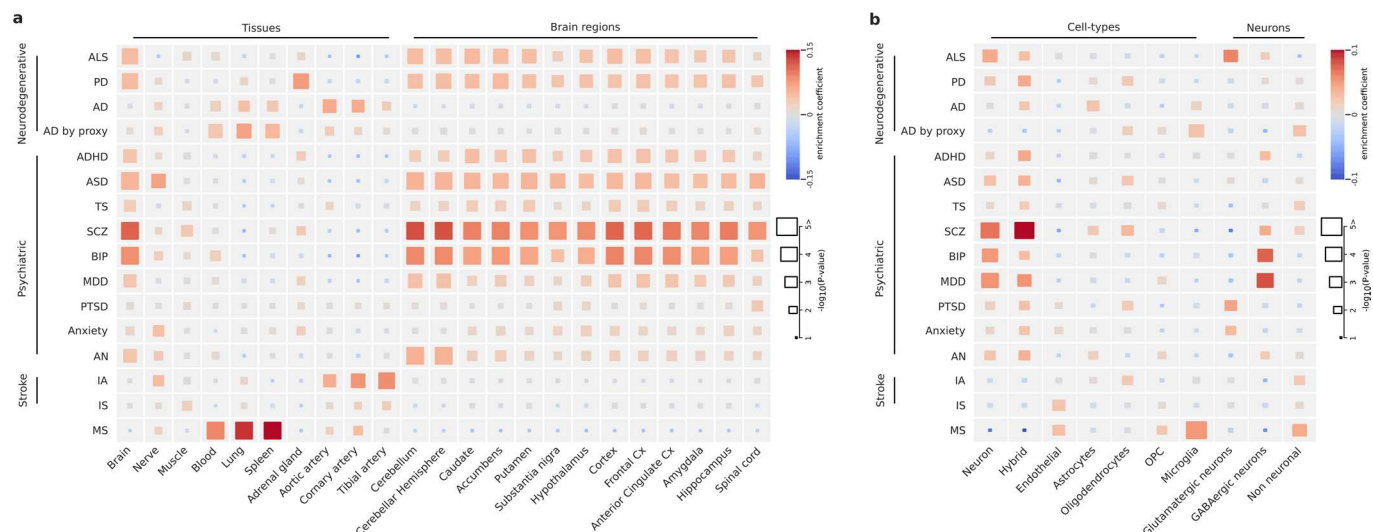 a
Tissues
Brain regions
Neurodegenerative
Psychiatric
Stroke
ALS
PD
AD
AD by proxy
ADHD
ASD
TS
SCZ
BIP
MDD
PTSD
Anxiety
AN
IA
IS
MS
Brain
Nerve
Muscle
Blood
Lung
Spleen
Adrenal gland
Aortic artery
Cornary artery
Tibial artery
Cerebellum
Cerebellar Hemisphere
Caudate
Accumbens
Putamen
Substantia nigra
Hypothalamus
Cortex
Frontal Cx
Anterior Cingulate Cx
Amygdala
Hippocampus
Spinal cord
0.15
0
-0.15
enrichment coefficient
5>
4
3
2
1
-log10(P-value)
b
Cell-types
Neurons
Neurodegenerative
Psychiatric
Stroke
ALS
PD
AD
AD by proxy
ADHD
ASD
TS
SCZ
BIP
MDD
PTSD
Anxiety
AN
IA
IS
MS
Neuron
Hybrid
Endothelial
Astrocytes
Oligodendrocytes
OPC
Microglia
Glutamatergic neurons
GABAergic neurons
Non neuronal
0.1
0
-0.1
enrichment coefficient
5>
4
3
2
1
-log10(P-value)